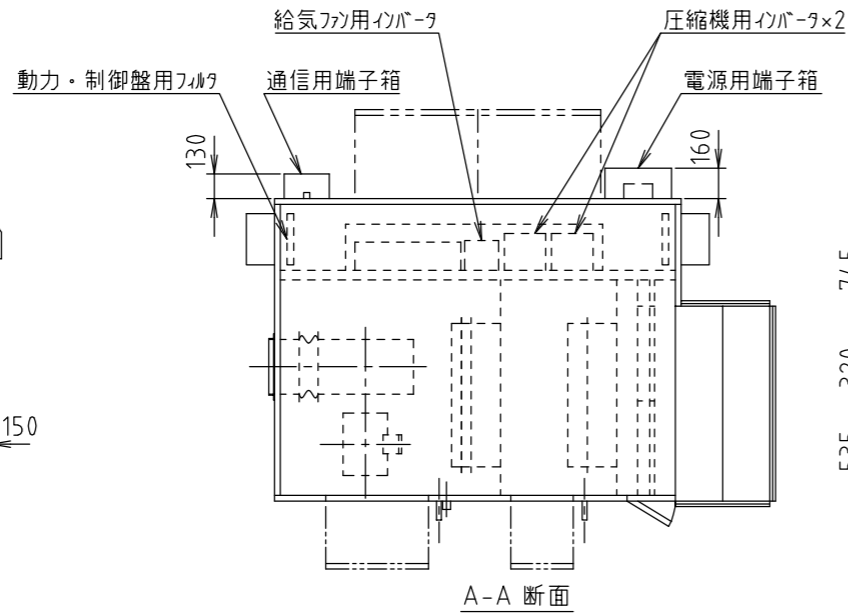 給気ファン用インバータ
圧縮機用インバータ×2
動力・制御盤用フィルタ
通信用端子箱
電源用端子箱
130
160
150
320
A-A 断面